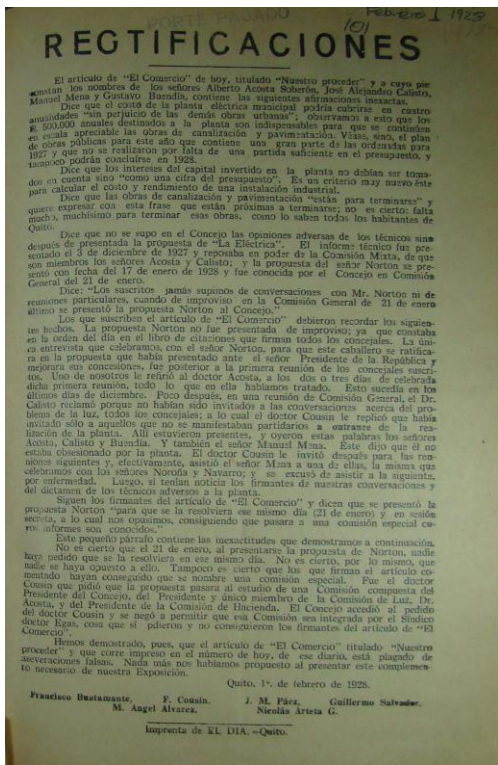 PORTE PAGADO
Febrero 1 1928
101
RECTIFICACIONES
El artículo de "El Comercio" de hoy, titulado "Nuestro proceder" y a cuyo pie
constan los nombres de los señores Alberto Acosta Soberón, José Alejandro Calisto,
Manuel Mena y Gustavo Buendía, contiene las siguientes afirmaciones inexactas.
Dice que el costo de la planta eléctrica municipal podría cubrirse en cuatro
anualidades "sin perjuicio de las demás obras urbanas"; observamos a esto que los
500,000 anuales destinados a la planta son indispensables para que se continúen
en escala apreciable las obras de canalización y pavimentación. Véase, sino, el plan
de obras públicas para este año que contiene una gran parte de las ordenadas para
1927 y que no se realizaron por falta de una partida suficiente en el presupuesto, y
tampoco podrán concluirse en 1928.
Dice que los intereses del capital invertido en la planta no debían ser toma-
dos en cuenta sino "como una cifra del presupuesto". Es un criterio muy nuevo éste
para calcular el costo y rendimiento de una instalación industrial.
Dice que las obras de canalización y pavimentación "están para terminarse" y
quiere expresar con esta frase que están próximas a terminarse; no es cierto: falta
mucho, muchísimo para terminar esas obras, como lo saben todos los habitantes de
Quito.
Dice que no se supo en el Concejo las opiniones adversas de los técnicos sino
después de presentada la propuesta de "La Eléctrica". El informe técnico fue pre-
sentado el 3 de diciembre de 1927 y reposaba en poder de la Comisión Mixta, de que
son miembros los señores Acosta y Calisto; y la propuesta del señor Norton se pre-
sentó con fecha del 17 de enero de 1928 y fue conocida por el Concejo en Comisión
General del 21 de enero.
Dice: "Los suscritos jamás supimos de conversaciones con Mr. Norton ni de
reuniones particulares, cuando de improviso en la Comisión General de 21 de enero
último se presentó la propuesta Norton al Concejo."
Los que suscriben el artículo de "El Comercio" debieron recordar los siguien-
tes hechos. La propuesta Norton no fue presentada de improviso; ya que constaba
en la orden del día en el libro de citaciones que firman todos los concejales. La úni-
ca entrevista que celebramos, con el señor Norton, para que este caballero se ratifica-
ra en la propuesta que había presentado ante el señor Presidente de la República y
mejorara sus concesiones, fue posterior a la primera reunión de los concejales suscri-
tos. Uno de nosotros le refirió al doctor Acosta, a los dos o tres días de celebrada
dicha primera reunión, todo lo que en ella habíamos tratado. Esto sucedía en los
últimos días de diciembre. Poco después, en una reunión de Comisión General, el Dr.
Calisto reclamó porque no habían sido invitados a las conversaciones acerca del pro-
blema de la luz, todos los concejales; a lo cual el doctor Cousin le replicó que había
invitado sólo a aquellos que no se manifestaban partidarios a outrance de la rea-
lización de la planta. Allí estuvieron presentes, y oyeron estas palabras los señores
Acosta, Calisto y Buendía. Y también el señor Manuel Mena. Este dijo que él no
estaba obsesionado por la planta. El doctor Cousin le invitó después para las reu-
niones siguientes y, efectivamente, asistió el señor Mena a una de ellas, la misma que
celebramos con los señores Noroña y Navarro; y se excusó de asistir a la siguiente,
por enfermedad. Luego, sí tenían noticia los firmantes de nuestras conversaciones y
del dictamen de los técnicos adversos a la planta.
Siguen los firmantes del artículo de "El Comercio" y dicen que se presentó la
propuesta Norton "para que se la resolviera ese mismo día (21 de enero) y en sesión
secreta, a lo cual nos opusimos, consiguiendo que pasara a una comisión especial cu-
yos informes son conocidos."
Este pequeño párrafo contiene las inexactitudes que demostramos a continuación.
No es cierto que el 21 de enero, al presentarse la propuesta de Norton, nadie
haya pedido que se la resolviera en ese mismo día. No es cierto, por lo mismo, que
nadie se haya opuesto a ello. Tampoco es cierto que los que firman el artículo co-
mentado hayan conseguido que se nombre una comisión especial. Fue el doctor
Cousin que pidió que la propuesta pasara al estudio de una Comisión compuesta del
Presidente del Concejo, del Presidente y único miembro de la Comisión de Luz, Dr.
Acosta, y del Presidente de la Comisión de Hacienda. El Concejo accedió al pedido
del doctor Cousin y se negó a permitir que esa Comisión sea integrada por el Síndico
doctor Egas, cosa que sí pidieron y no consiguieron los firmantes del artículo de "El
Comercio".
Hemos demostrado, pues, que el artículo de "El Comercio" titulado "Nuestro
proceder" y que corre impreso en el número de hoy, de ese diario, está plagado de
aseveraciones falsas. Nada más nos habíamos propuesto al presentar este complemen-
to necesario de nuestra Exposición.
Quito, 1º. de febrero de 1928.
Francisco Bustamante, F. Cousin, J. M. Páez, Guillermo Salvador,
M. Angel Alvarez, Nicolás Arteta G.
Imprenta de EL DIA.—Quito.